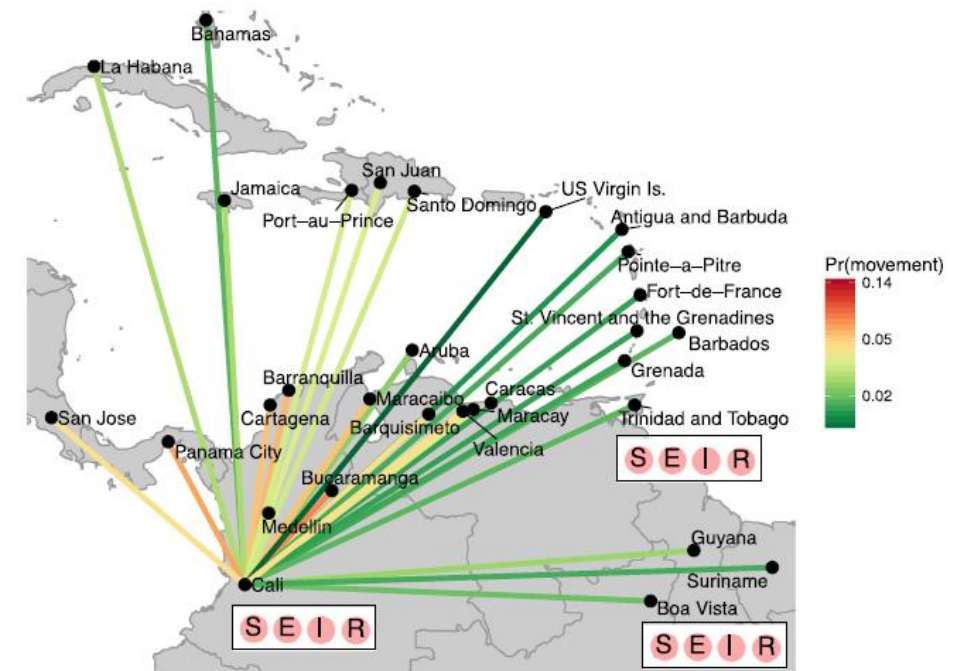 Bahamas
La Habana
San Juan
Jamaica
US Virgin Is.
Port–au–Prince
Santo Domingo
Antigua and Barbuda
Pointe–a–Pitre
Pr(movement)
0.14
Fort–de–France
St. Vincent and the Grenadines
0.05
Barbados
Aruba
Grenada
Barranquilla
Caracas
Maracaibo
0.02
San Jose
Cartagena
Maracay
Trinidad and Tobago
Barquisimeto
Panama City
Valencia
S E I R
Bucaramanga
Medellin
Guyana
Suriname
Cali
Boa Vista
S E I R
S E I R